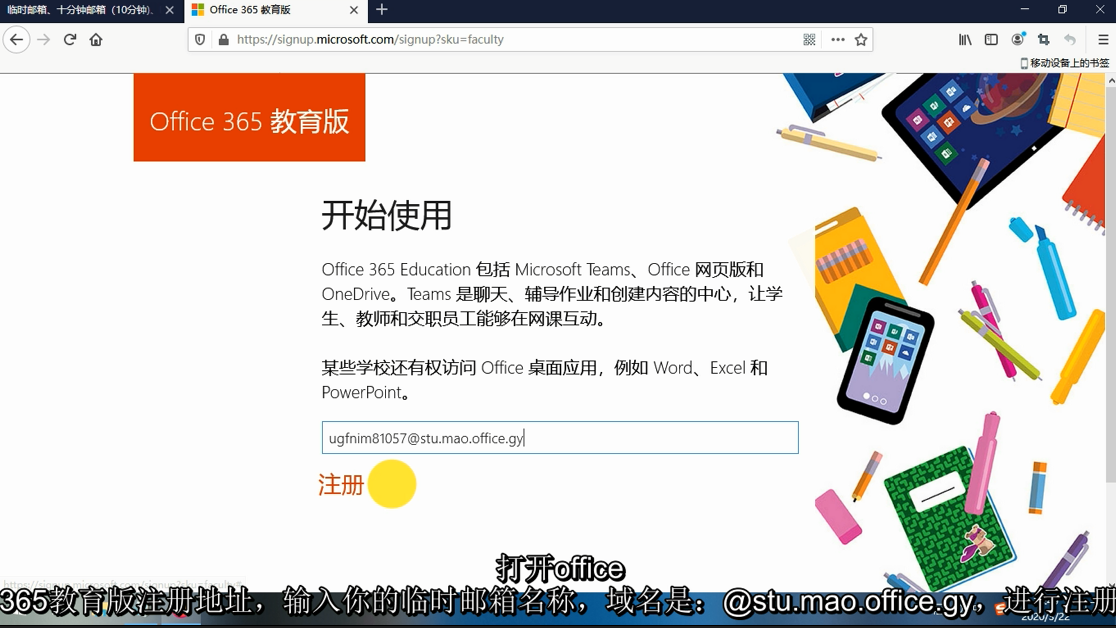 临时邮箱、十分钟邮箱（10分钟）、
Office 365 教育版
https://signup.microsoft.com/signup?sku=faculty
移动设备上的书签
Office 365 教育版
开始使用
Office 365 Education 包括 Microsoft Teams、Office 网页版和
OneDrive。Teams 是聊天、辅导作业和创建内容的中心，让学
生、教师和交职员工能够在网课互动。
某些学校还有权访问 Office 桌面应用，例如 Word、Excel 和
PowerPoint。
ugfnim81057@stu.mao.office.gy
注册
打开office
365教育版注册地址，输入你的临时邮箱名称，域名是：@stu.mao.office.gy，进行注册
2020/5/22